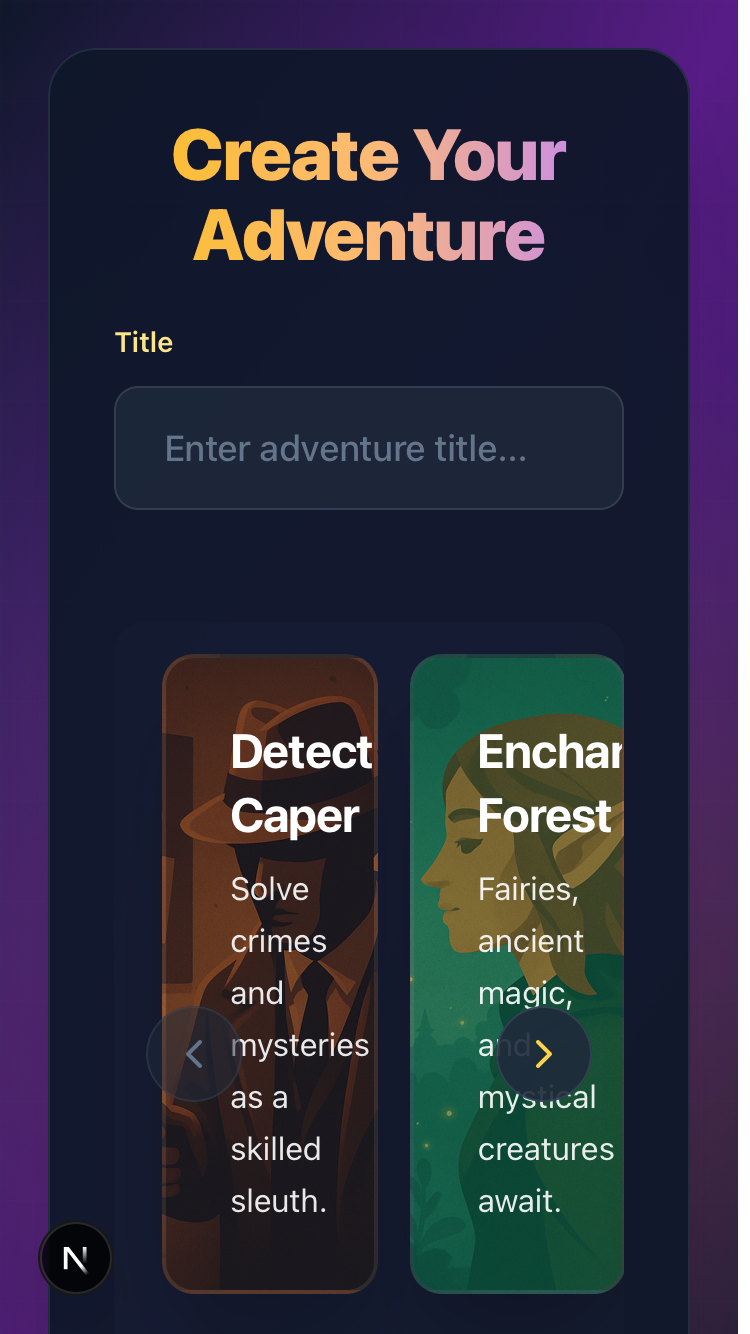 Create Your
Adventure
Title
Enter adventure title...
Detect
Caper
Solve
crimes
and
mysteries
as a
skilled
sleuth.
Enchan
Forest
Fairies,
ancient
magic,
and
mystical
creatures
await.
N